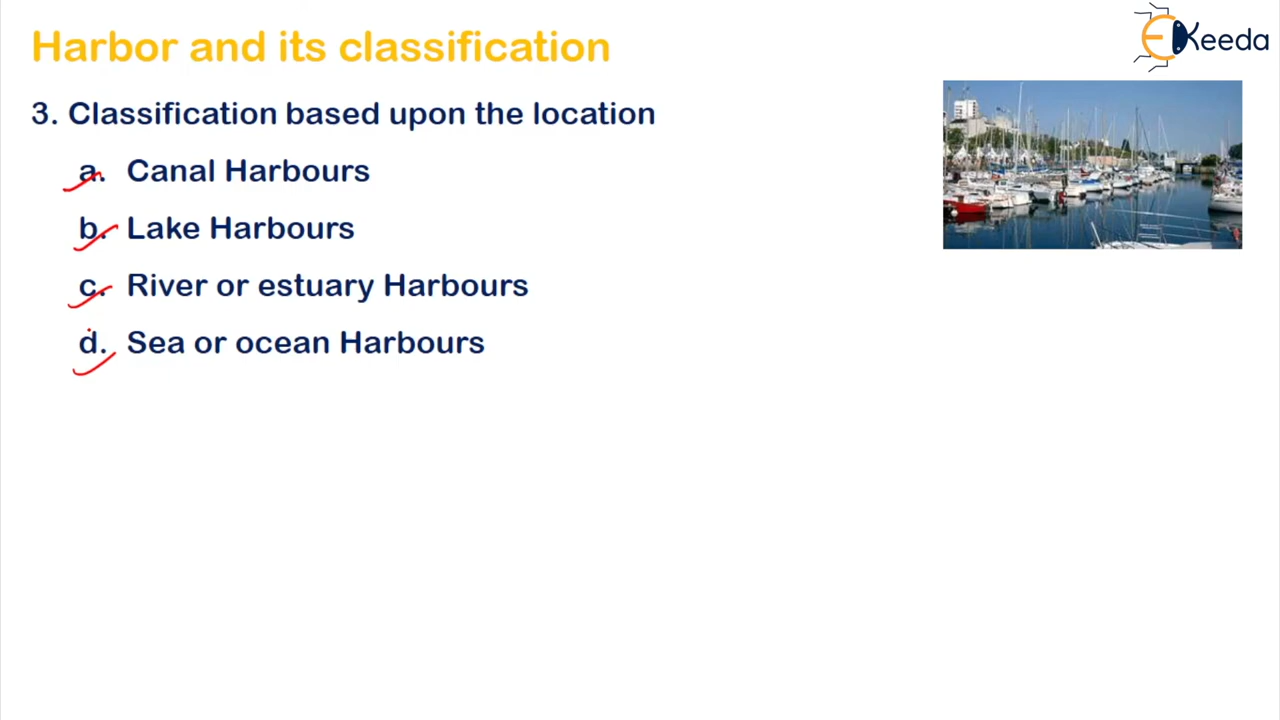 Harbor and its classification
EKeeda
3. Classification based upon the location
a. Canal Harbours
b. Lake Harbours
c. River or estuary Harbours
d. Sea or ocean Harbours